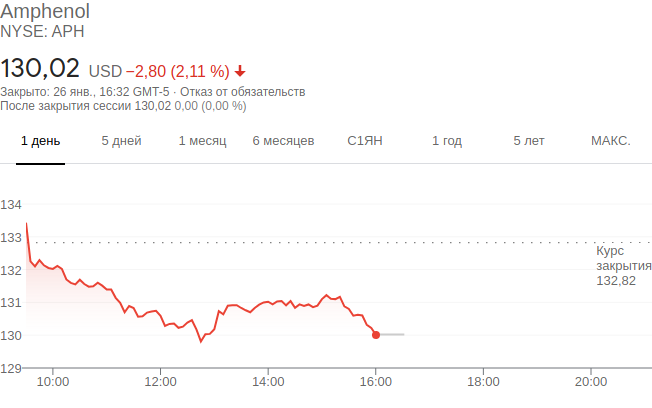 Amphenol
NYSE: APH
130,02 USD −2,80 (2,11 %)
Закрыто: 26 янв., 16:32 GMT-5 · Отказ от обязательств
После закрытия сессии 130,02 0,00 (0,00 %)
1 день 5 дней 1 месяц 6 месяцев С1ЯН 1 год 5 лет МАКС.
134
133
Курс
закрытия
132,82
132
131
130
129
10:00 12:00 14:00 16:00 18:00 20:00